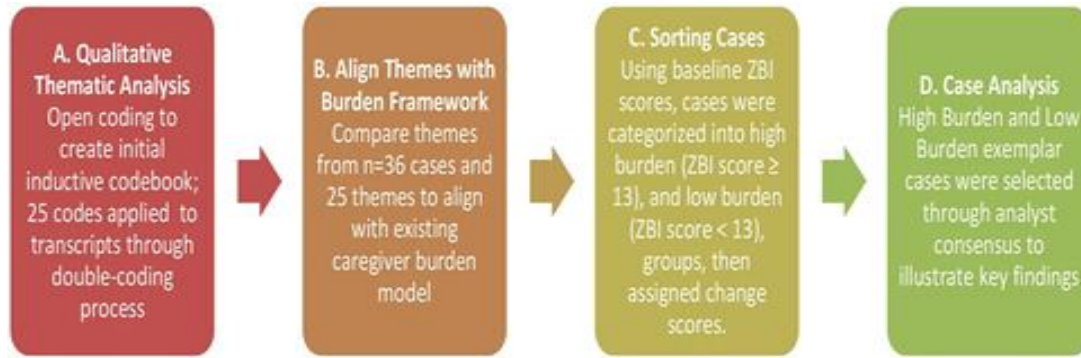 A. Qualitative
Thematic Analysis
Open coding to
create initial
inductive codebook;
25 codes applied to
transcripts through
double-coding
process
B. Align Themes with
Burden Framework
Compare themes
from n=36 cases and
25 themes to align
with existing
caregiver burden
model
C. Sorting Cases
Using baseline ZBI
scores, cases were
categorized into high
burden (ZBI score ≥
13), and low burden
(ZBI score < 13),
groups, then
assigned change
scores.
D. Case Analysis
High Burden and Low
Burden exemplar
cases were selected
through analyst
consensus to
illustrate key findings